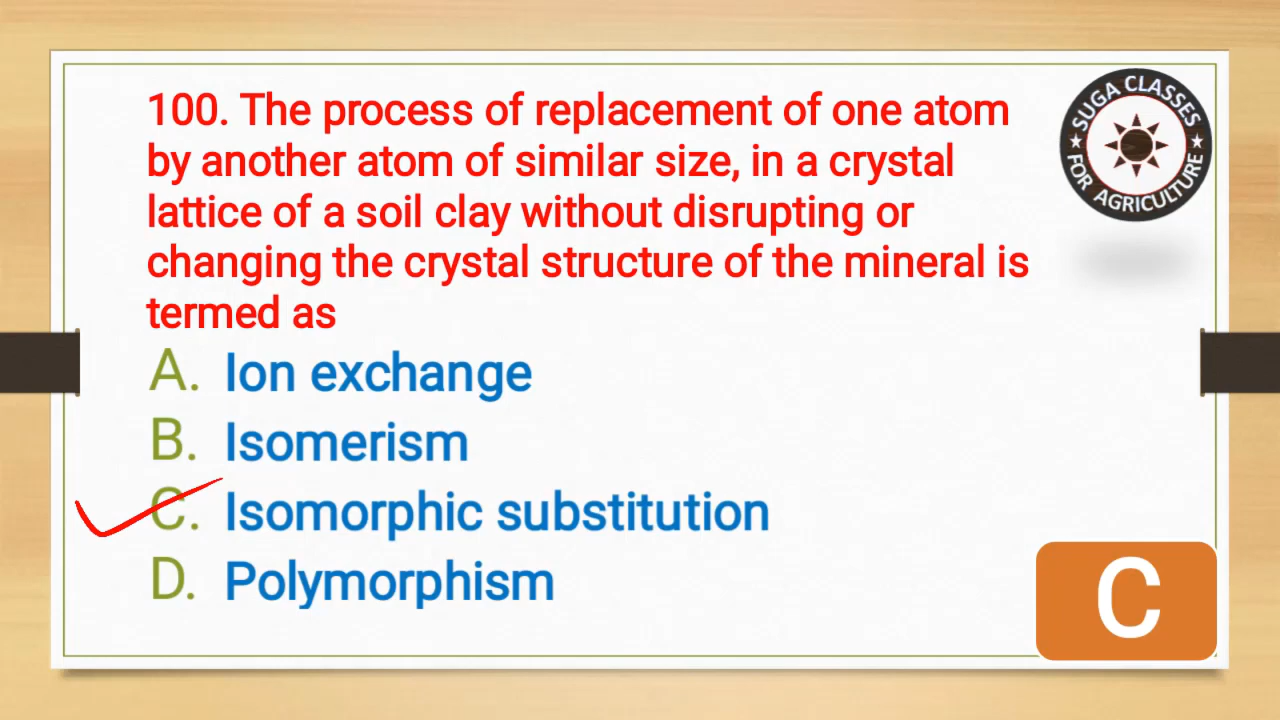 100. The process of replacement of one atom
by another atom of similar size, in a crystal
lattice of a soil clay without disrupting or
changing the crystal structure of the mineral is
termed as
A. Ion exchange
B. Isomerism
C. Isomorphic substitution
D. Polymorphism
SUGA CLASSES
FOR AGRICULTURE
C